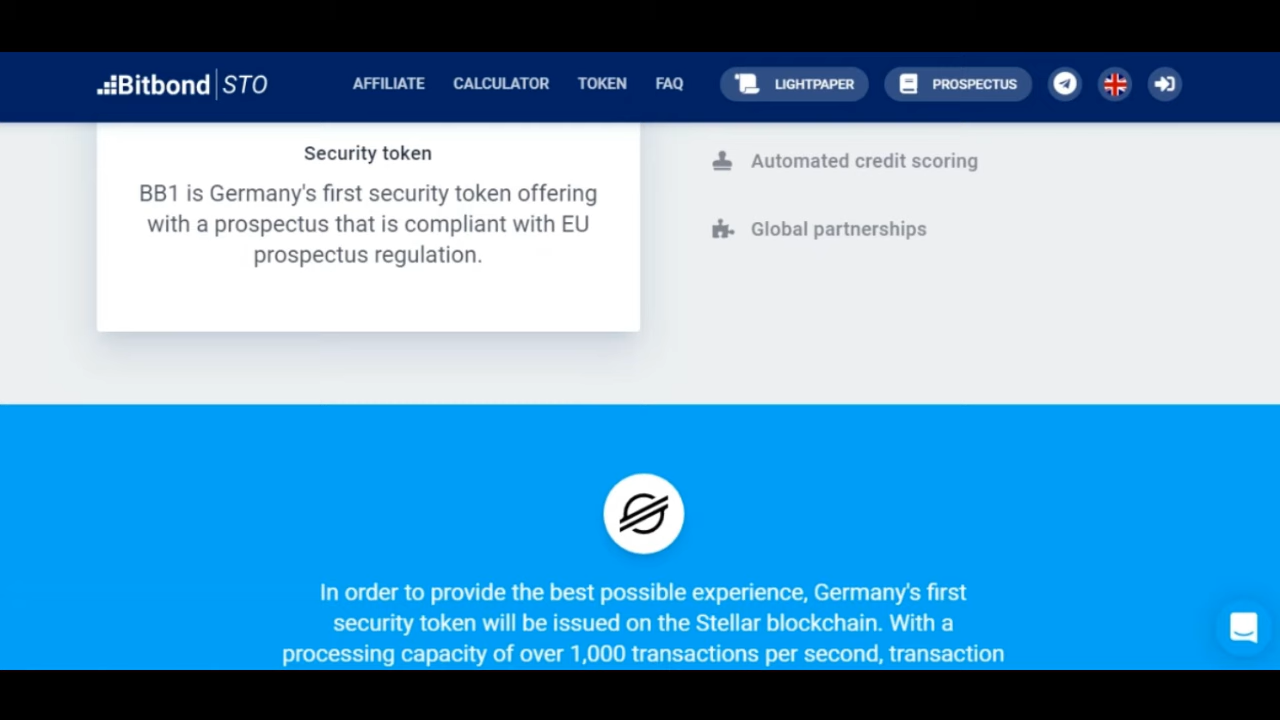 Bitbond STO AFFILIATE CALCULATOR TOKEN FAQ LIGHTPAPER PROSPECTUS
Security token
BB1 is Germany's first security token offering
with a prospectus that is compliant with EU
prospectus regulation.
Automated credit scoring
Global partnerships
In order to provide the best possible experience, Germany's first
security token will be issued on the Stellar blockchain. With a
processing capacity of over 1,000 transactions per second, transaction